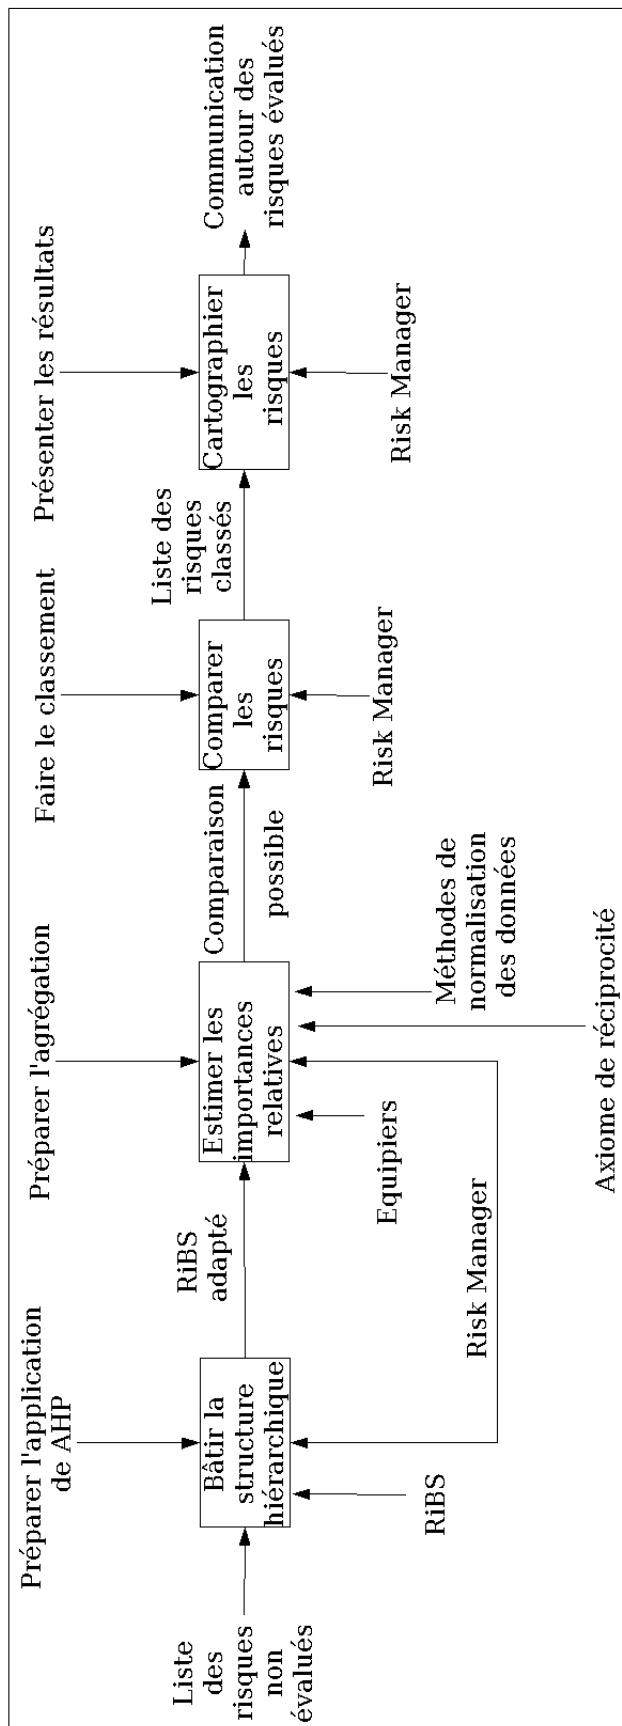 Préparer l'application
de AHP
Préparer l'agrégation
Faire le classement
Présenter les résultats
Liste
des
risques
non
évalués
Bâtir la
structure
hiérarchique
RiBS
adapté
Estimer les
importances
relatives
Comparaison
possible
Comparer
les
risques
Liste des
risques
classés
Cartographier
les
risques
Communication
autour des
risques évalués
RiBS
Risk Manager
Equipiers
Axiome de réciprocité
Méthodes de
normalisation
des données
Risk Manager
Risk Manager